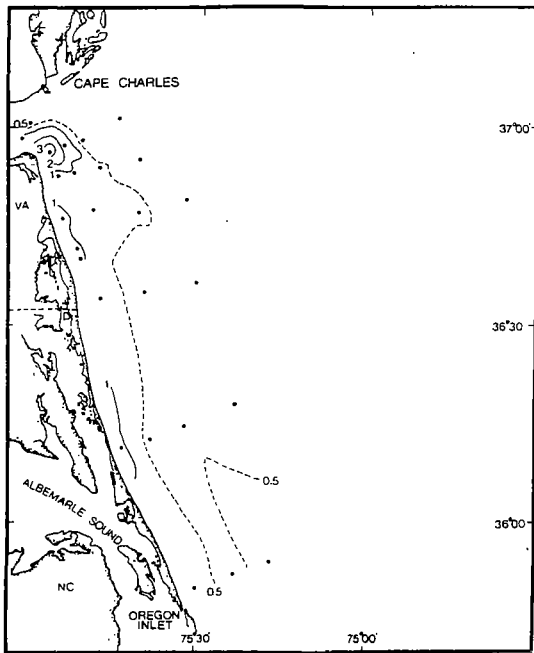 CAPE CHARLES
0.5
37°00'
3
2
1
VA
1
36°30'
1
0.5
ALBEMARLE SOUND
36°00'
NC
0.5
OREGON
INLET
75°30'
75°00'